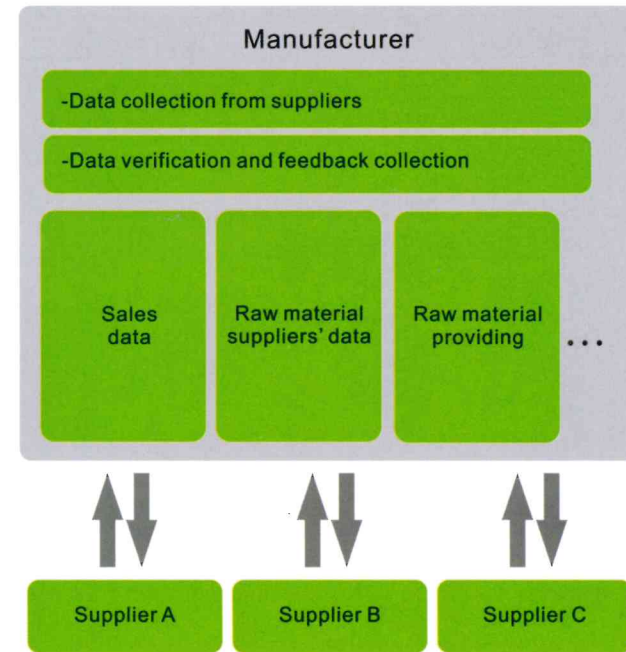 Manufacturer
-Data collection from suppliers
-Data verification and feedback collection
Sales
data
Raw material
suppliers' data
Raw material
providing
...
Supplier A
Supplier B
Supplier C